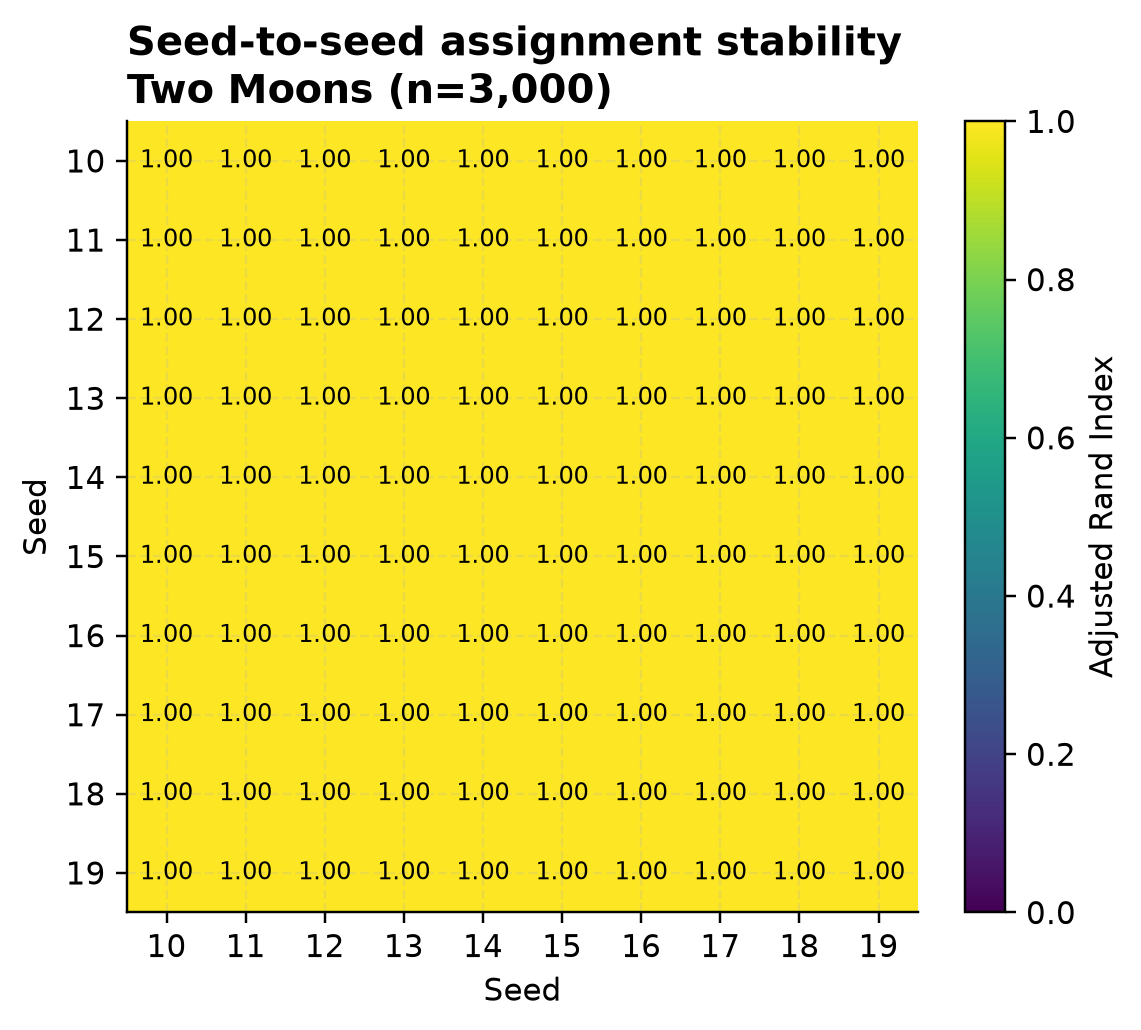 Seed-to-seed assignment stability
Two Moons (n=3,000)
10 1.00 1.00 1.00 1.00 1.00 1.00 1.00 1.00 1.00 1.00
11 1.00 1.00 1.00 1.00 1.00 1.00 1.00 1.00 1.00 1.00
12 1.00 1.00 1.00 1.00 1.00 1.00 1.00 1.00 1.00 1.00
13 1.00 1.00 1.00 1.00 1.00 1.00 1.00 1.00 1.00 1.00
14 1.00 1.00 1.00 1.00 1.00 1.00 1.00 1.00 1.00 1.00
15 1.00 1.00 1.00 1.00 1.00 1.00 1.00 1.00 1.00 1.00
16 1.00 1.00 1.00 1.00 1.00 1.00 1.00 1.00 1.00 1.00
17 1.00 1.00 1.00 1.00 1.00 1.00 1.00 1.00 1.00 1.00
18 1.00 1.00 1.00 1.00 1.00 1.00 1.00 1.00 1.00 1.00
19 1.00 1.00 1.00 1.00 1.00 1.00 1.00 1.00 1.00 1.00
10 11 12 13 14 15 16 17 18 19
Seed
Seed
1.0
0.8
0.6
0.4
0.2
0.0
Adjusted Rand Index